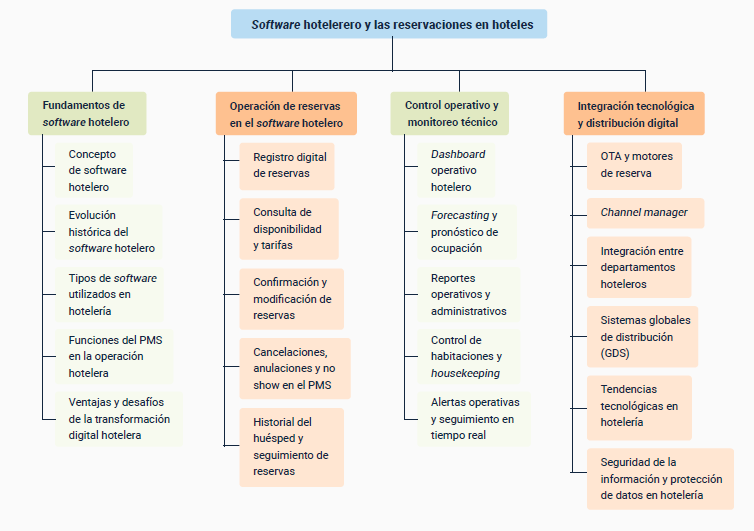 Software hotelerero y las reservaciones en hoteles
Fundamentos de
software hotelero
Concepto
de software
hotelero
Evolución
histórica del
software hotelero
Tipos de software
utilizados en
hotelería
Funciones del PMS
en la operación
hotelera
Ventajas y desafíos
de la transformación
digital hotelera
Operación de reservas
en el software hotelero
Registro digital
de reservas
Consulta de
disponibilidad
y tarifas
Confirmación y
modificación de
reservas
Cancelaciones,
anulaciones y no
show en el PMS
Historial del
huésped y
seguimiento de
reservas
Control operativo y
monitoreo técnico
Dashboard
operativo
hotelero
Forecasting y
pronóstico de
ocupación
Reportes
operativos y
administrativos
Control de
habitaciones y
housekeeping
Alertas operativas
y seguimiento en
tiempo real
Integración tecnológica
y distribución digital
OTA y motores
de reserva
Channel manager
Integración entre
departamentos
hoteleros
Sistemas globales
de distribución
(GDS)
Tendencias
tecnológicas en
hotelería
Seguridad de la
información y protección
de datos en hotelería